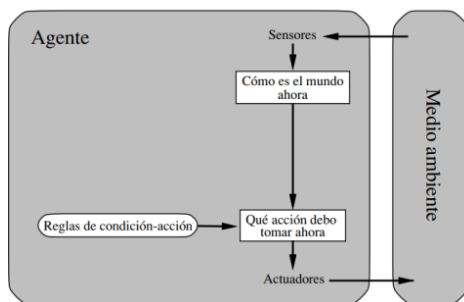 Agente
Sensores
Cómo es el mundo
ahora
Medio ambiente
Reglas de condición-acción
Qué acción debo
tomar ahora
Actuadores